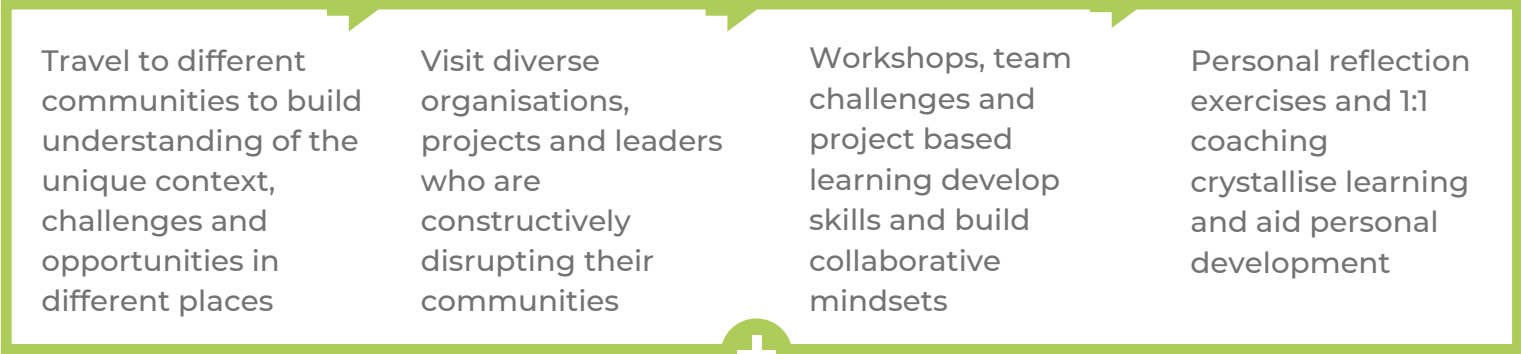 Travel to different
communities to build
understanding of the
unique context,
challenges and
opportunities in
different places
Visit diverse
organisations,
projects and leaders
who are
constructively
disrupting their
communities
Workshops, team
challenges and
project based
learning develop
skills and build
collaborative
mindsets
Personal reflection
exercises and 1:1
coaching
crystallise learning
and aid personal
development